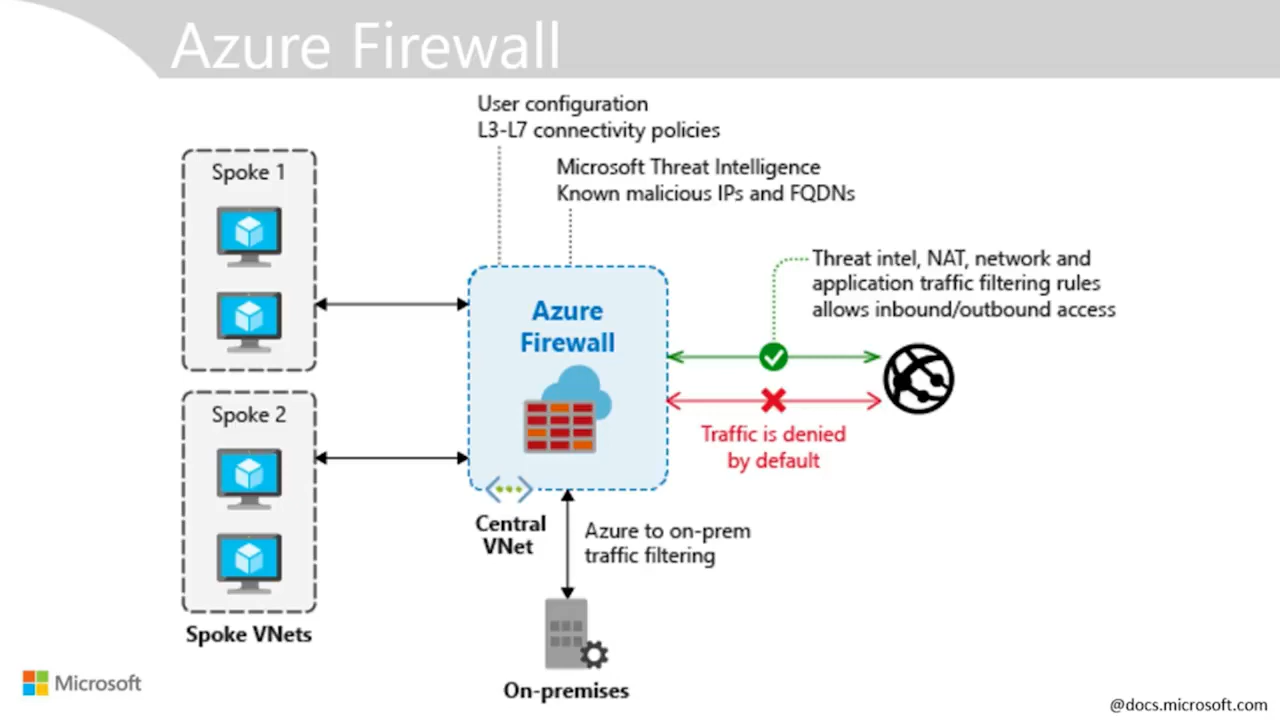 Azure Firewall
User configuration
L3-L7 connectivity policies
Microsoft Threat Intelligence
Known malicious IPs and FQDNs
Spoke 1
Threat intel, NAT, network and
application traffic filtering rules
allows inbound/outbound access
Azure
Firewall
Traffic is denied
by default
Spoke 2
Central
VNet
Azure to on-prem
traffic filtering
Spoke VNets
On-premises
Microsoft
@docs.microsoft.com